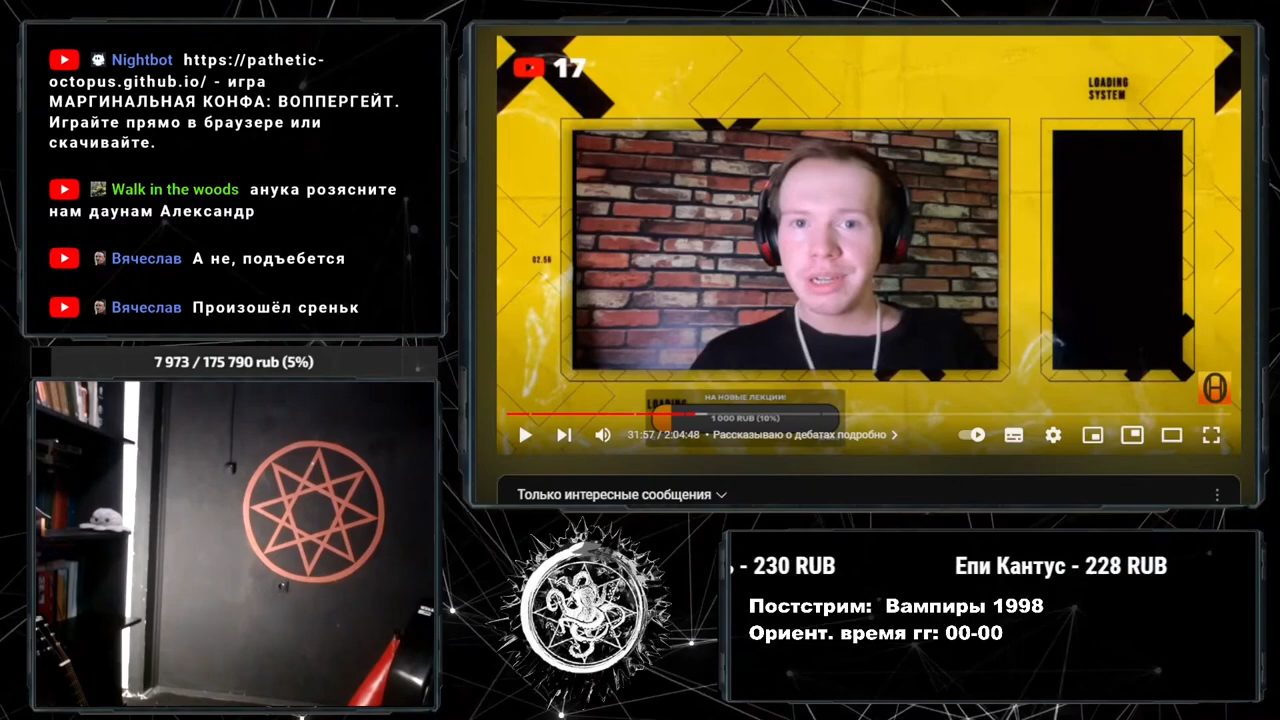 Nightbot https://pathetic-
octopus.github.io/ - игра
МАРГИНАЛЬНАЯ КОНФА: ВОППЕРГЕЙТ.
Играйте прямо в браузере или
скачивайте.
Walk in the woods анука розясните
нам даунам Александр
Вячеслав А не, подъебется
Вячеслав Произошёл среньк
7 973 / 175 790 rub (5%)
17
LOADING
SYSTEM
02.56
LOADING
НА НОВЫЕ ЛЕКЦИИ!
1 000 RUB (10%)
31:57 / 2:04:48 • Рассказываю о дебатах подробно
Только интересные сообщения
- 230 RUB Епи Кантус - 228 RUB
Постстрим: Вампиры 1998
Ориент. время гг: 00-00